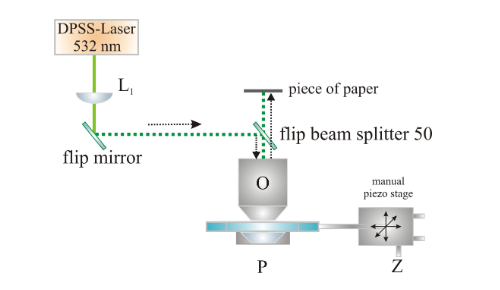 DPSS-Laser
532 nm
L1
piece of paper
flip beam splitter 50
flip mirror
O
manual
piezo stage
P
Z